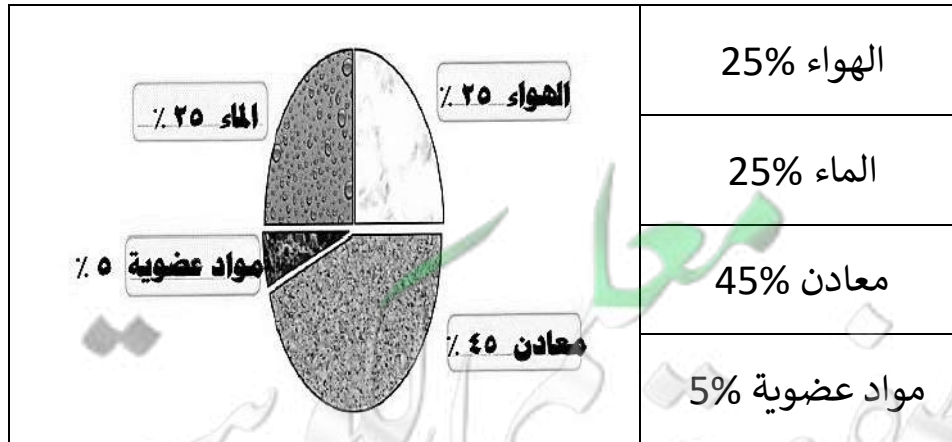 الهواء 25%
الماء 25%
معادن 45%
مواد عضوية 5%
الهواء ٢٥ ٪
الماء ٢٥ ٪
مواد عضوية ٥ ٪
معادن ٤٥ ٪